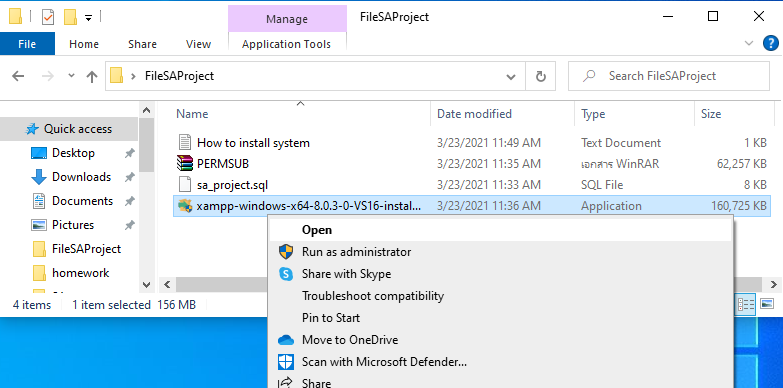 Manage
FileSAProject
File
Home
Share
View
Application Tools
FileSAProject
Search FileSAProject
Name
Date modified
Type
Size
Quick access
Desktop
Downloads
Documents
Pictures
FileSAProject
homework
How to install system 3/23/2021 11:49 AM Text Document 1 KB
PERMSUB 3/23/2021 11:35 AM เอกสาร WinRAR 62,257 KB
sa_project.sql 3/23/2021 11:33 AM SQL File 8 KB
xampp-windows-x64-8.0.3-0-VS16-instal... 3/23/2021 11:36 AM Application 160,725 KB
Open
Run as administrator
Share with Skype
Troubleshoot compatibility
Pin to Start
Move to OneDrive
Scan with Microsoft Defender...
Share
4 items 1 item selected 156 MB